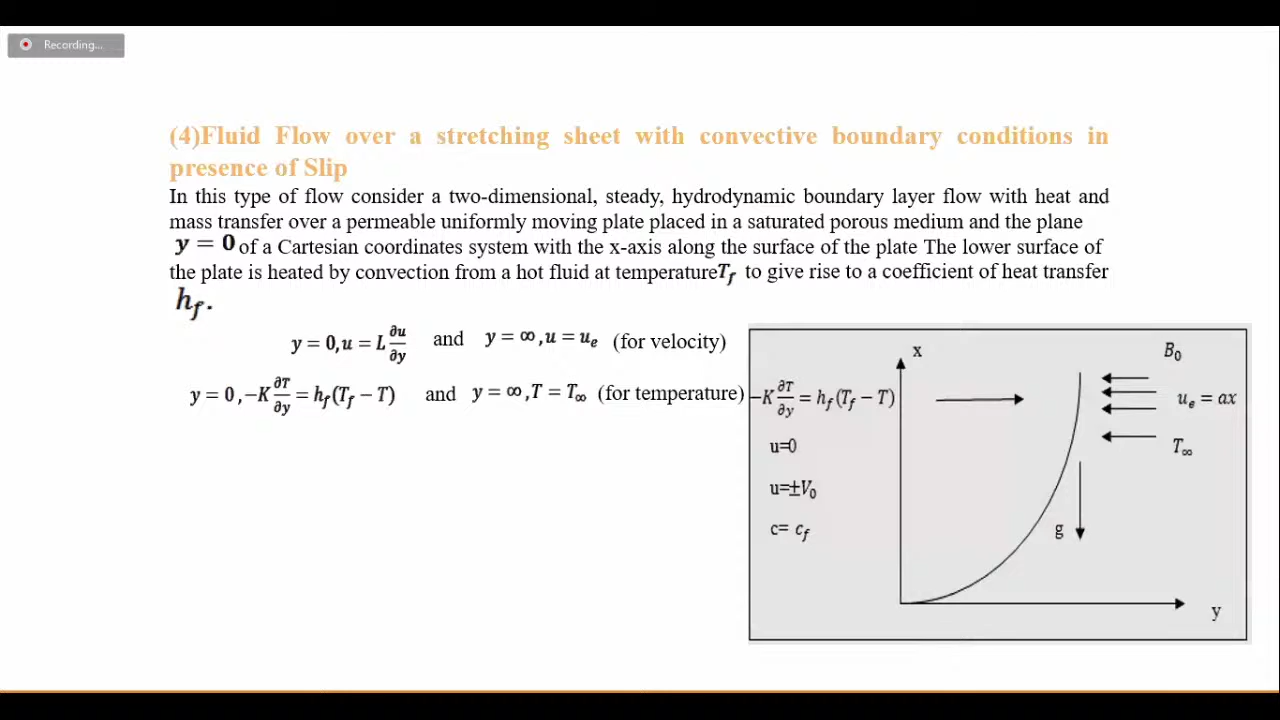 Recording...
(4)Fluid Flow over a stretching sheet with convective boundary conditions in
presence of Slip
In this type of flow consider a two-dimensional, steady, hydrodynamic boundary layer flow with heat and
mass transfer over a permeable uniformly moving plate placed in a saturated porous medium and the plane
y = 0 of a Cartesian coordinates system with the x-axis along the surface of the plate The lower surface of
the plate is heated by convection from a hot fluid at temperature T_f to give rise to a coefficient of heat transfer
h_f.
y = 0, u = L ∂u/∂y and y = ∞, u = u_e (for velocity)
y = 0, −K ∂T/∂y = h_f(T_f − T) and y = ∞, T = T_∞ (for temperature)
x
B_0
−K ∂T/∂y = h_f(T_f − T)
u_e = ax
u=0
T_∞
u=±V_0
c= c_f
g
y